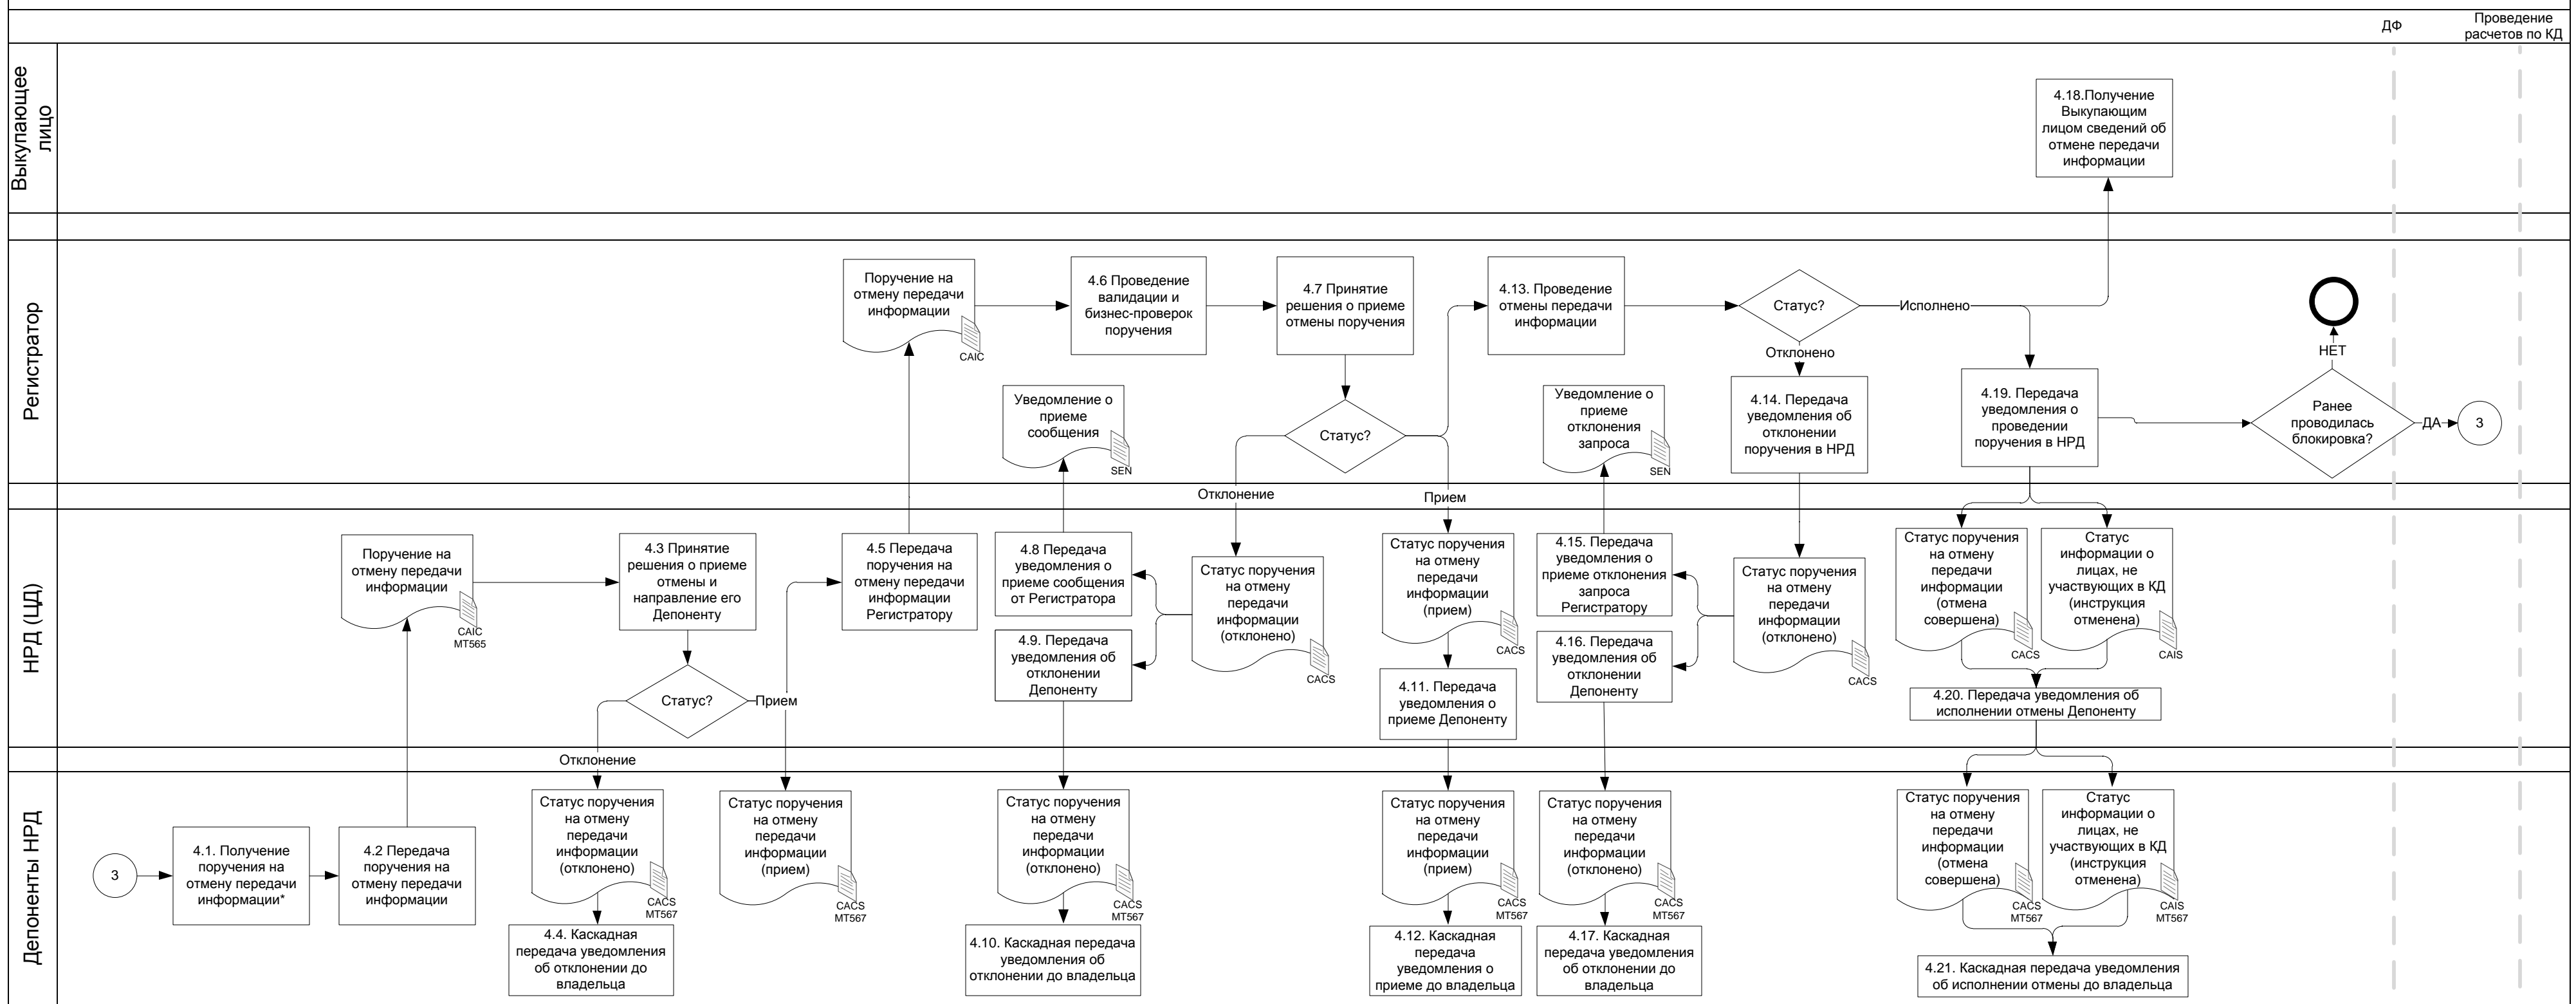 ДФ
Проведение
расчетов по КД
Выкупающее
лицо
4.18.Получение
Выкупающим
лицом сведений об
отмене передачи
информации
Регистратор
Поручение на
отмену передачи
информации
CAIC
4.6 Проведение
валидации и
бизнес-проверок
поручения
4.7 Принятие
решения о приеме
отмены поручения
4.13. Проведение
отмены передачи
информации
Статус?
Исполнено
Отклонено
НЕТ
Уведомление о
приеме
сообщения
SEN
Статус?
Уведомление о
приеме
отклонения
запроса
SEN
4.14. Передача
уведомления об
отклонении
поручения в НРД
4.19. Передача
уведомления о
проведении
поручения в НРД
Ранее
проводилась
блокировка?
ДА
3
Отклонение
Прием
НРД (ЦД)
Поручение на
отмену передачи
информации
CAIC
MT565
4.3 Принятие
решения о приеме
отмены и
направление его
Депоненту
Статус?
Прием
4.5 Передача
поручения на
отмену передачи
информации
Регистратору
4.8 Передача
уведомления о
приеме сообщения
от Регистратора
4.9. Передача
уведомления об
отклонении
Депоненту
Статус поручения
на отмену
передачи
информации
(отклонено)
CACS
Статус поручения
на отмену
передачи
информации
(прием)
CACS
4.11. Передача
уведомления о
приеме Депоненту
4.15. Передача
уведомления о
приеме отклонения
запроса
Регистратору
4.16. Передача
уведомления об
отклонении
Депоненту
Статус поручения
на отмену
передачи
информации
(отклонено)
CACS
Статус поручения
на отмену
передачи
информации
(отмена
совершена)
CACS
Статус
информации о
лицах, не
участвующих в КД
(инструкция
отменена)
CAIS
4.20. Передача уведомления об
исполнении отмены Депоненту
Отклонение
Депоненты НРД
3
4.1. Получение
поручения на
отмену передачи
информации*
4.2 Передача
поручения на
отмену передачи
информации
Статус поручения
на отмену
передачи
информации
(отклонено)
CACS
MT567
4.4. Каскадная
передача уведомления
об отклонении до
владельца
Статус поручения
на отмену
передачи
информации
(прием)
CACS
MT567
Статус поручения
на отмену
передачи
информации
(отклонено)
CACS
MT567
4.10. Каскадная передача
уведомления об
отклонении до владельца
Статус поручения
на отмену
передачи
информации
(прием)
CACS
MT567
4.12. Каскадная
передача
уведомления о
приеме до владельца
Статус поручения
на отмену
передачи
информации
(отклонено)
CACS
MT567
4.17. Каскадная
передача уведомления
об отклонении до
владельца
Статус поручения
на отмену
передачи
информации
(отмена
совершена)
CACS
MT567
Статус
информации о
лицах, не
участвующих в КД
(инструкция
отменена)
CAIS
MT567
4.21. Каскадная передача уведомления
об исполнении отмены до владельца